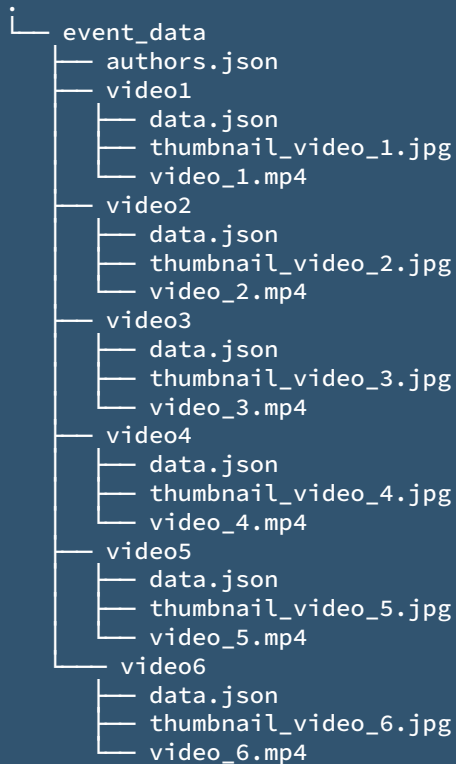 .
└── event_data
    ├── authors.json
    ├── video1
    │   ├── data.json
    │   ├── thumbnail_video_1.jpg
    │   └── video_1.mp4
    ├── video2
    │   ├── data.json
    │   ├── thumbnail_video_2.jpg
    │   └── video_2.mp4
    ├── video3
    │   ├── data.json
    │   ├── thumbnail_video_3.jpg
    │   └── video_3.mp4
    ├── video4
    │   ├── data.json
    │   ├── thumbnail_video_4.jpg
    │   └── video_4.mp4
    ├── video5
    │   ├── data.json
    │   ├── thumbnail_video_5.jpg
    │   └── video_5.mp4
    └── video6
        ├── data.json
        ├── thumbnail_video_6.jpg
        └── video_6.mp4